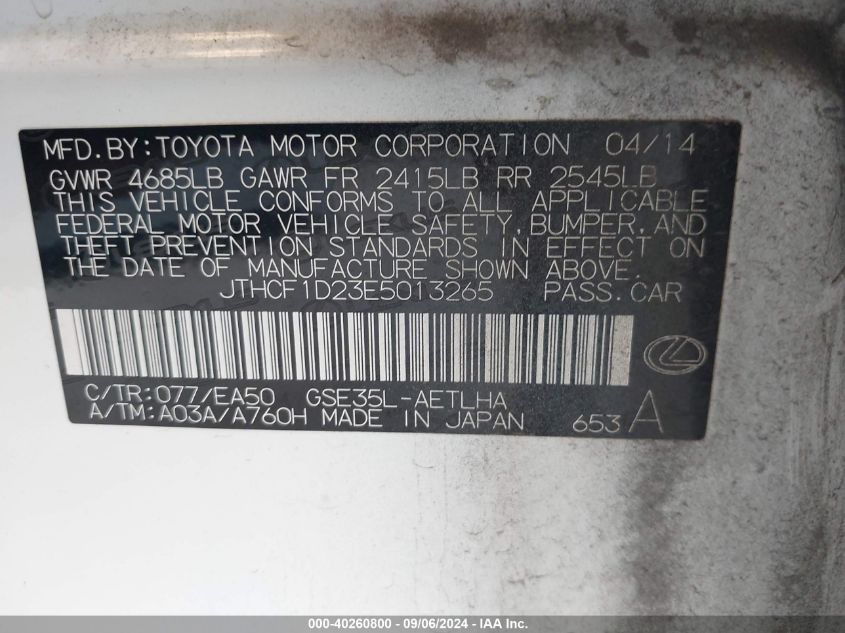 MFD.BY:TOYOTA MOTOR CORPORATION 04/14
GVWR 4685LB GAWR FR 2415LB RR 2545LB
THIS VEHICLE CONFORMS TO ALL APPLICABLE
FEDERAL MOTOR VEHICLE SAFETY,BUMPER,AND
THEFT PREVENTION STANDARDS IN EFFECT ON
THE DATE OF MANUFACTURE SHOWN ABOVE.
JTHCF1D23E5013265 PASS.CAR
C/TR:077/EA50 GSE35L-AETLHA
A/TM:A03A/A760H MADE IN JAPAN 653 A
000-40260800 - 09/06/2024 - IAA Inc.